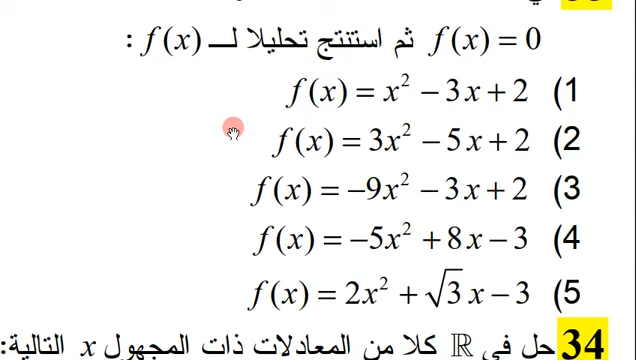 f(x) = 0 ثم استنتج تحليلا لـــ f(x) :
1) f(x) = x² − 3x + 2
2) f(x) = 3x² − 5x + 2
3) f(x) = −9x² − 3x + 2
4) f(x) = −5x² + 8x − 3
5) f(x) = 2x² + √3 x − 3
34 حل في ℝ كلا من المعادلات ذات المجهول x التالية: